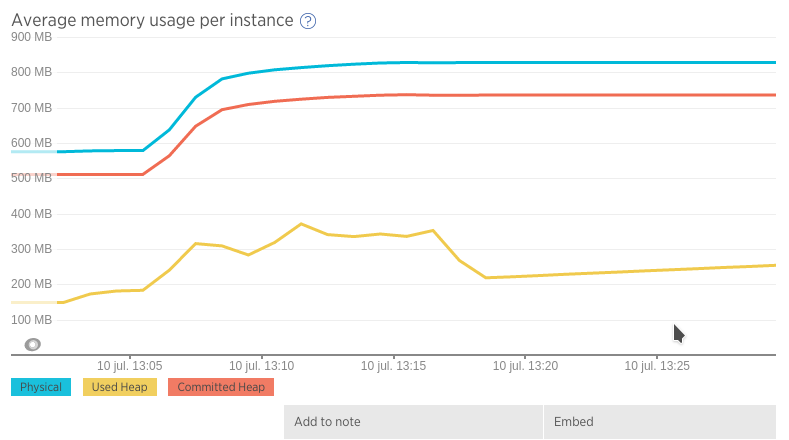 Average memory usage per instance ?
900 MB
800 MB
700 MB
600 MB
500 MB
400 MB
300 MB
200 MB
100 MB
10 jul. 13:05 10 jul. 13:10 10 jul. 13:15 10 jul. 13:20 10 jul. 13:25
Physical Used Heap Committed Heap
Add to note Embed